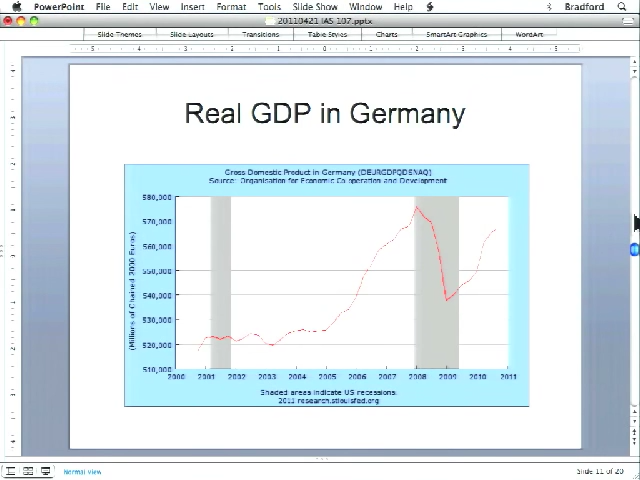 PowerPoint File Edit View Insert Format Tools Slide Show Window Help Bradford
20110421 IAS 107.pptx
Slide Themes Slide Layouts Transitions Table Styles Charts SmartArt Graphics WordArt
Real GDP in Germany
Gross Domestic Product in Germany (DEURGDPQDSNAQ)
Source: Organisation for Economic Co-operation and Development
(Millions of Chained 2000 Euros)
580,000
570,000
560,000
550,000
540,000
530,000
520,000
510,000
2000 2001 2002 2003 2004 2005 2006 2007 2008 2009 2010 2011
Shaded areas indicate US recessions.
2011 research.stlouisfed.org
Normal View
Slide 11 of 20